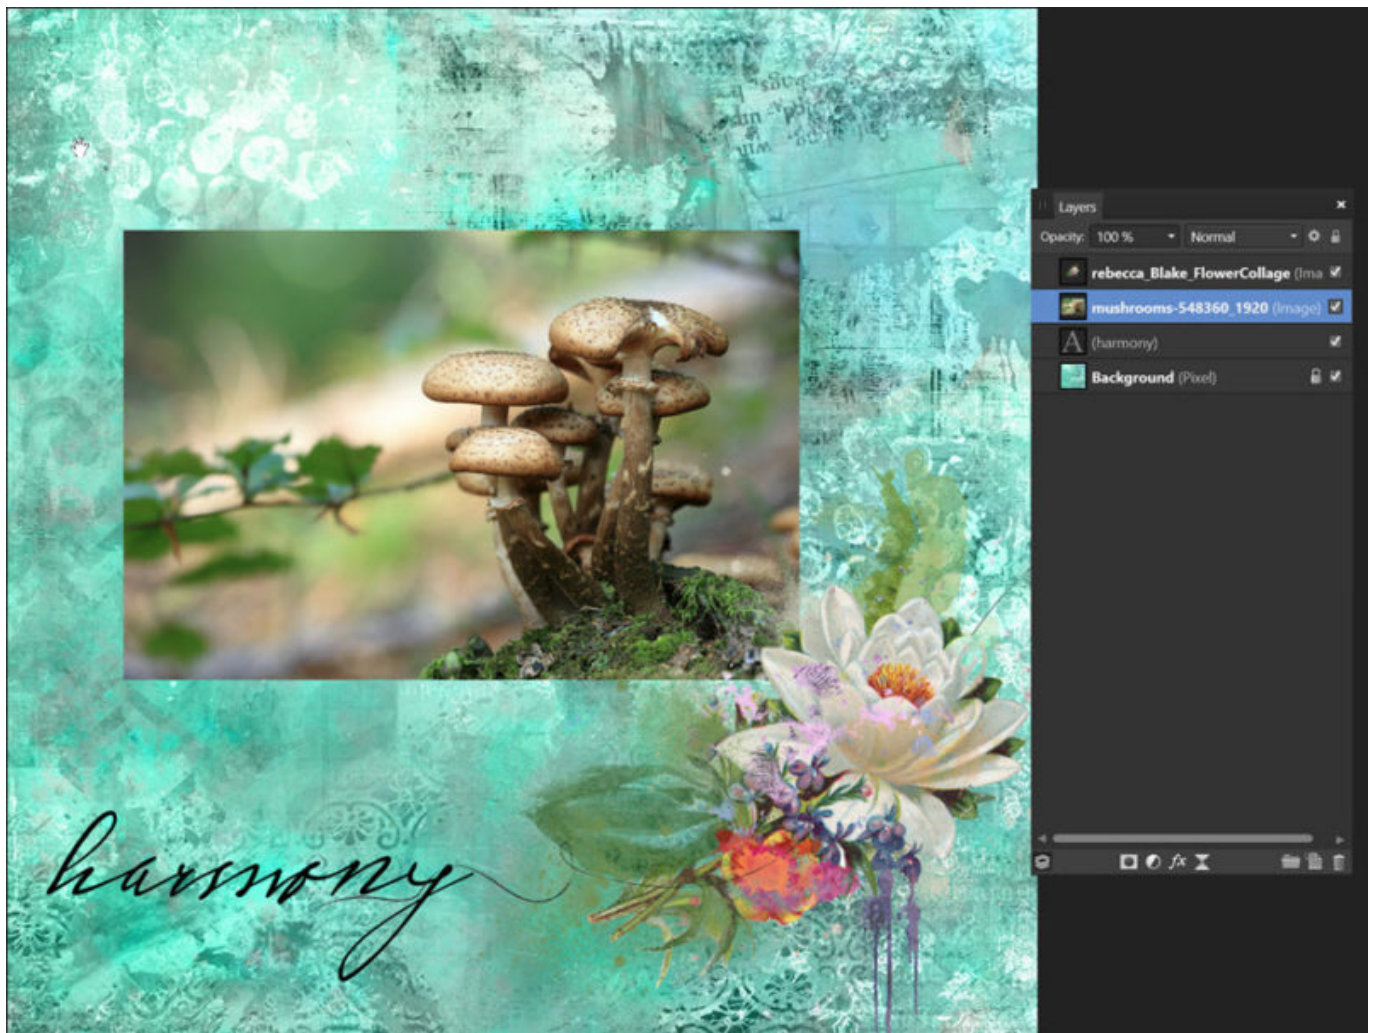 Layers
Opacity: 100 % Normal
rebecca_Blake_FlowerCollage (Ima
mushrooms-548360_1920 (Image)
(harmony)
Background (Pixel)
harmony